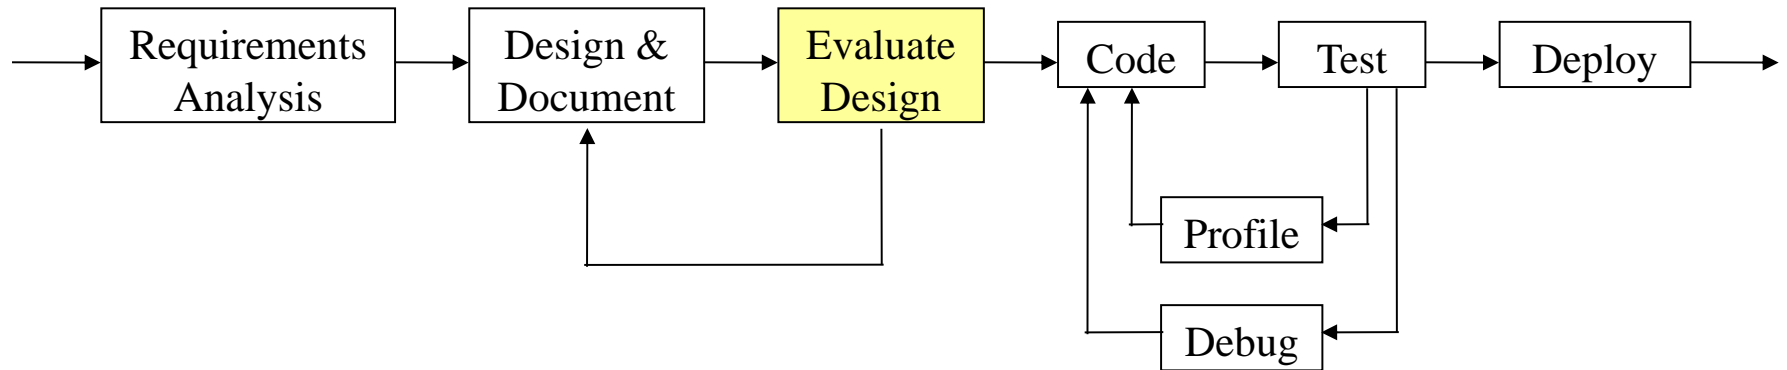 Requirements
Analysis
Design &
Document
Evaluate
Design
Code
Test
Deploy
Profile
Debug